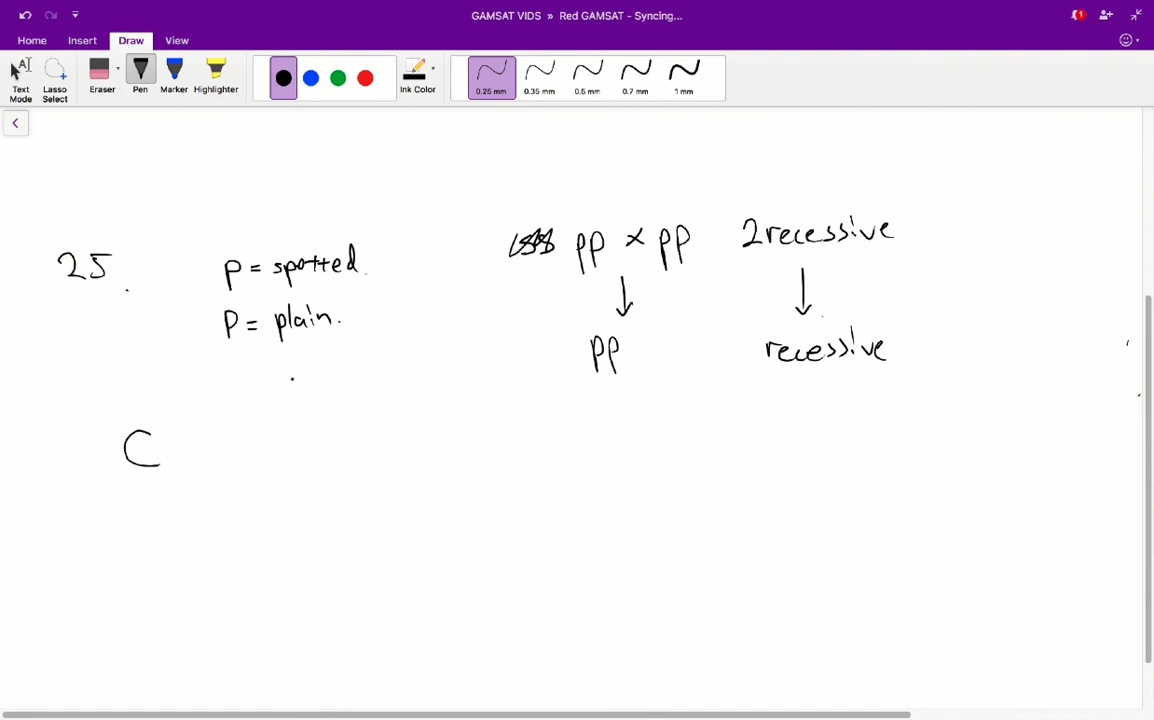 GAMSAT VIDS » Red GAMSAT - Syncing...
1
Home Insert Draw View
Text Mode
Lasso Select
Eraser
Pen
Marker
Highlighter
Ink Color
0.25 mm 0.35 mm 0.5 mm 0.7 mm 1 mm
25.
p = spotted.
P = plain.
pp × pp 2recessive
pp recessive
C